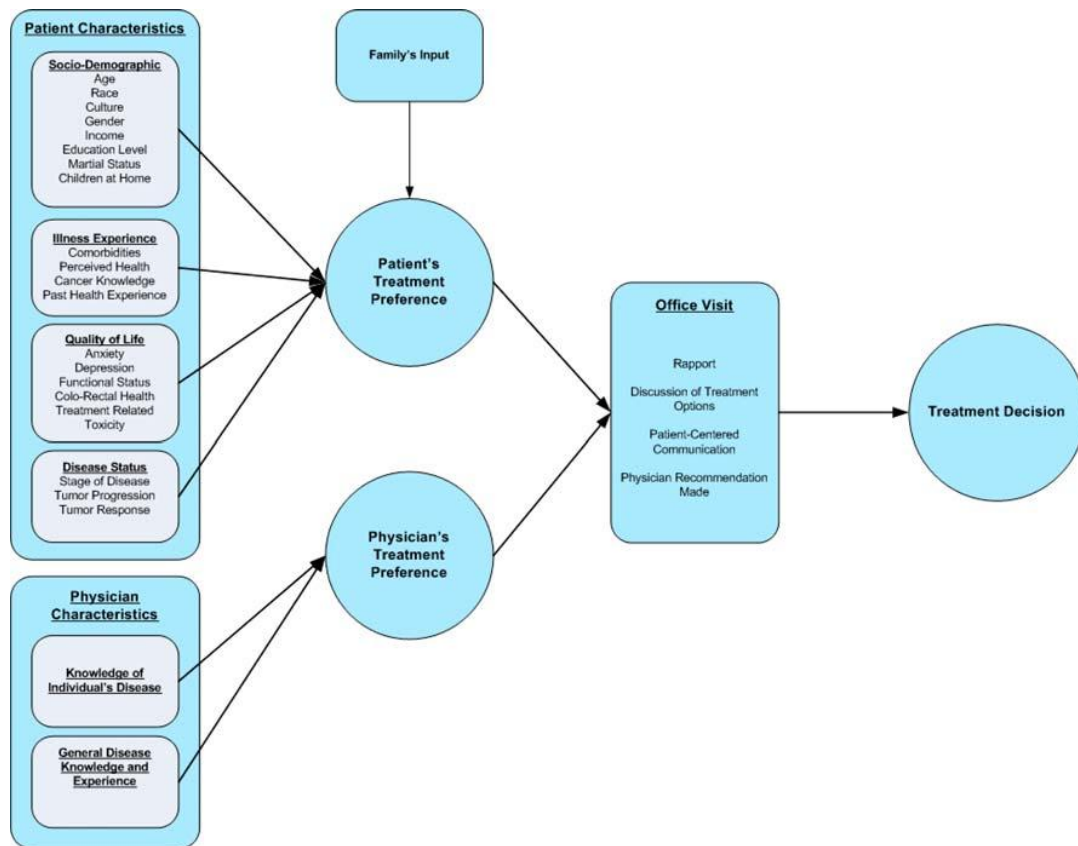 Patient Characteristics
Socio-Demographic
Age
Race
Culture
Gender
Income
Education Level
Martial Status
Children at Home
Illness Experience
Comorbidities
Perceived Health
Cancer Knowledge
Past Health Experience
Quality of Life
Anxiety
Depression
Functional Status
Colo-Rectal Health
Treatment Related
Toxicity
Disease Status
Stage of Disease
Tumor Progression
Tumor Response
Physician
Characteristics
Knowledge of
Individual's Disease
General Disease
Knowledge and
Experience
Family's Input
Patient's
Treatment
Preference
Physician's
Treatment
Preference
Office Visit
Rapport
Discussion of Treatment
Options
Patient-Centered
Communication
Physician Recommendation
Made
Treatment Decision